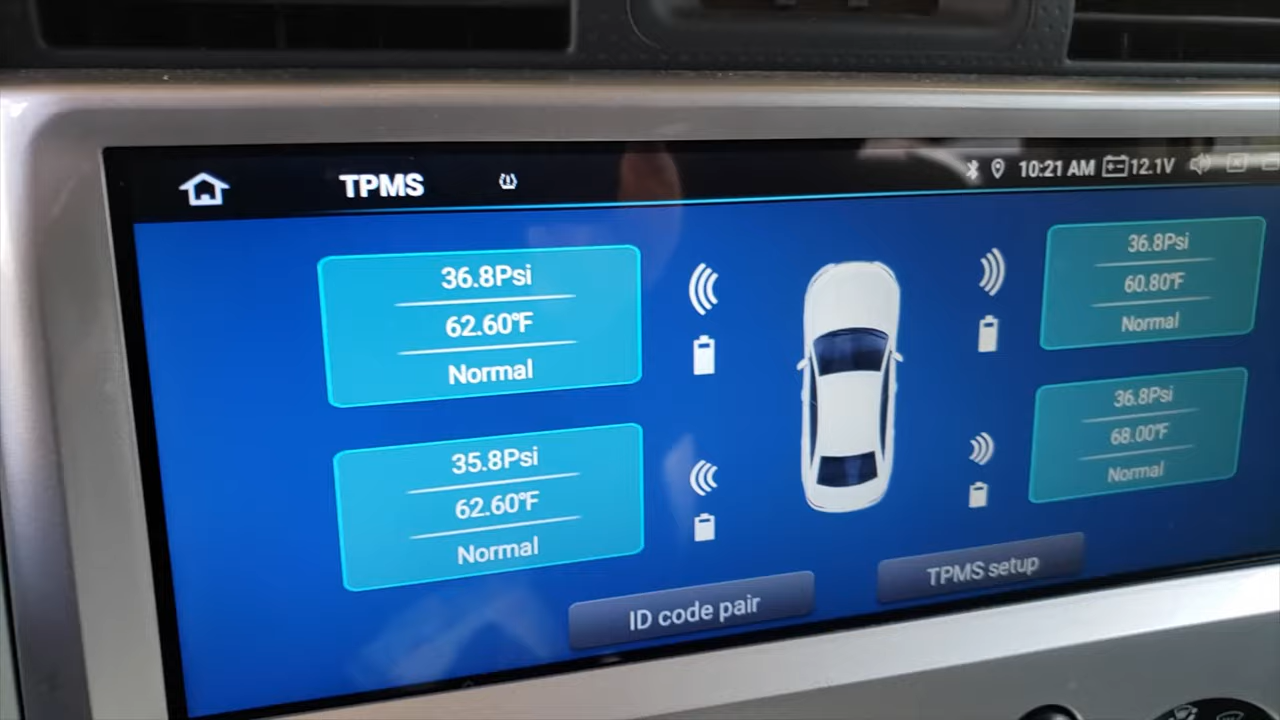 TPMS
10:21 AM 12.1V
36.8Psi
62.60°F
Normal
36.8Psi
60.80°F
Normal
35.8Psi
62.60°F
Normal
36.8Psi
68.00°F
Normal
ID code pair
TPMS setup